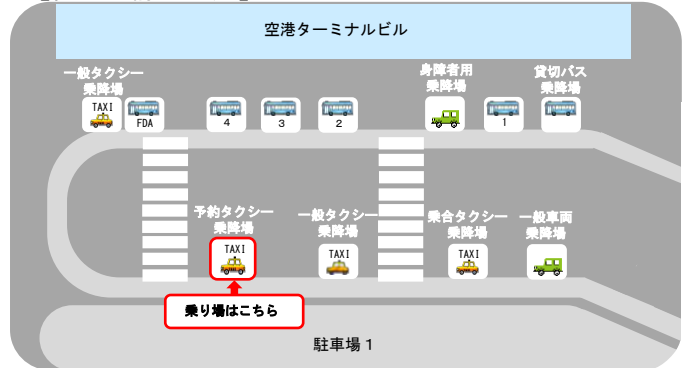 空港ターミナルビル
一般タクシー
乗降場
身障者用
乗降場
貸切バス
乗降場
TAXI
FDA
4
3
2
1
予約タクシー
乗降場
一般タクシー
乗降場
乗合タクシー
乗降場
一般車両
乗降場
TAXI
TAXI
TAXI
乗り場はこちら
駐車場1